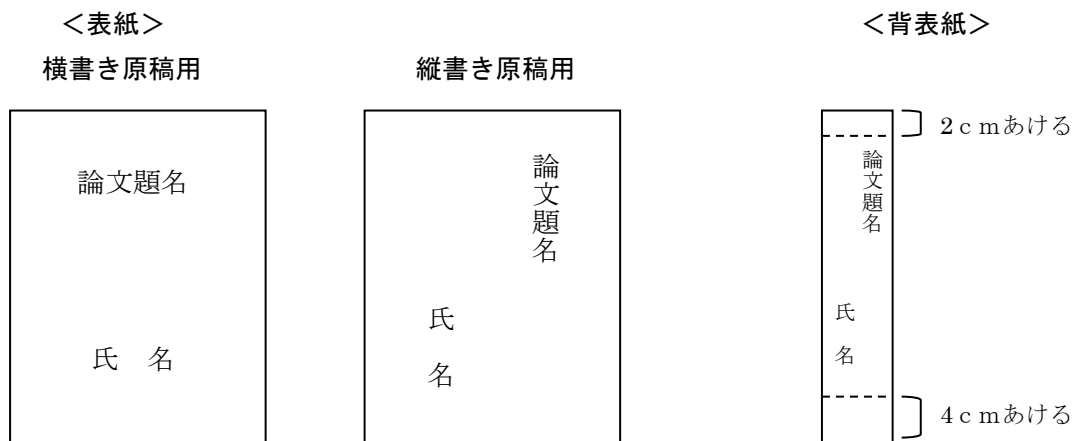 ＜表紙＞
横書き原稿用
論文題名
氏　名
縦書き原稿用
論文題名
氏　名
＜背表紙＞
2ｃｍあける
論文題名
氏　名
4ｃｍあける